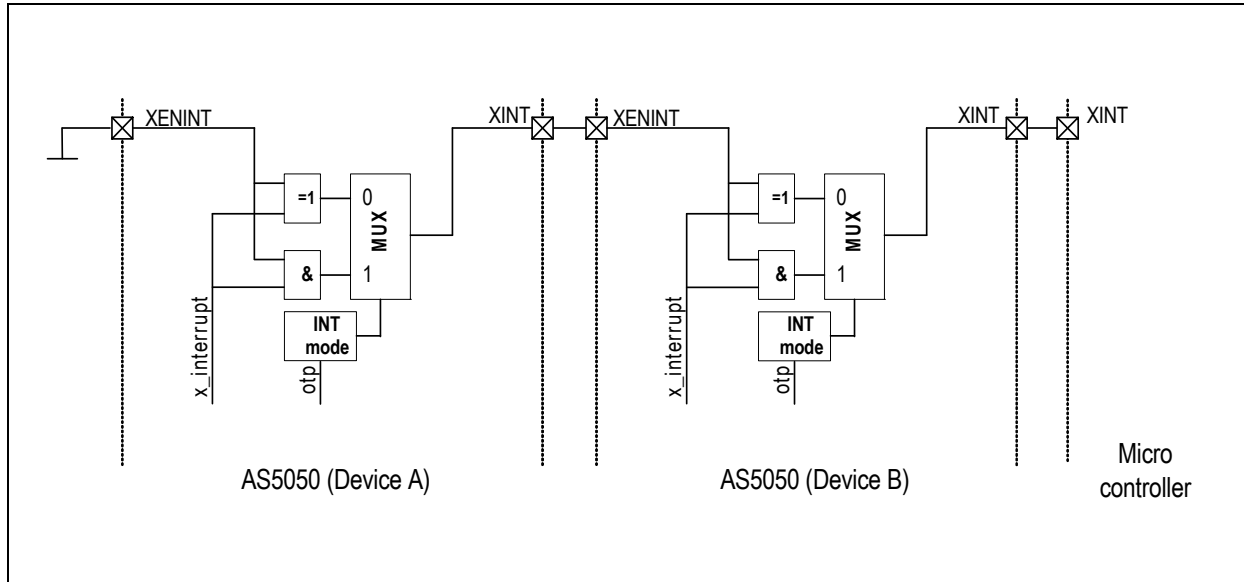 XENINT
XINT
XENINT
XINT
XINT
=1
0
MUX
&
1
INT
mode
x_interrupt
otp
=1
0
MUX
&
1
INT
mode
x_interrupt
otp
AS5050 (Device A)
AS5050 (Device B)
Micro
controller